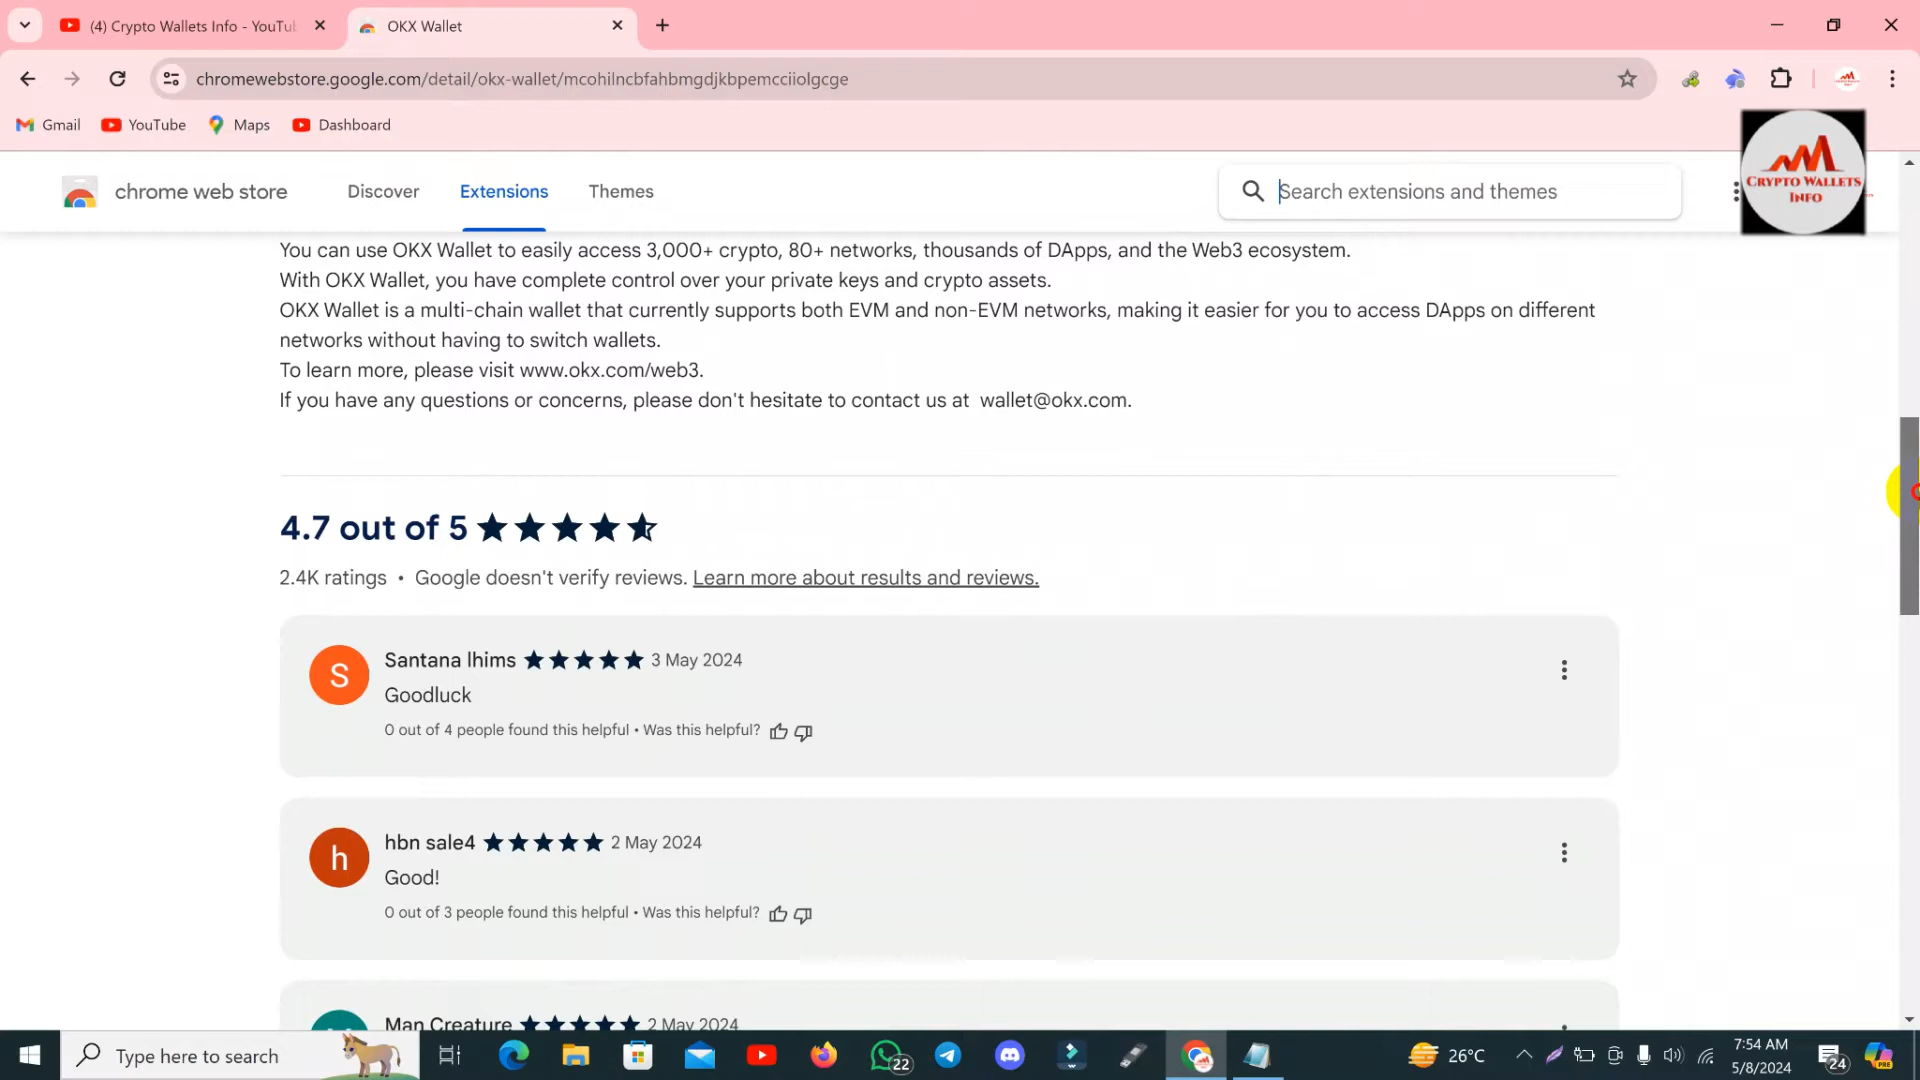 (4) Crypto Wallets Info - YouTu
OKX Wallet
chromewebstore.google.com/detail/okx-wallet/mcohilncbfahbmgdjkbpemcciiolgcge
Gmail
YouTube
Maps
Dashboard
CRYPTO WALLETS
INFO
chrome web store
Discover
Extensions
Themes
Search extensions and themes
You can use OKX Wallet to easily access 3,000+ crypto, 80+ networks, thousands of DApps, and the Web3 ecosystem.
With OKX Wallet, you have complete control over your private keys and crypto assets.
OKX Wallet is a multi-chain wallet that currently supports both EVM and non-EVM networks, making it easier for you to access DApps on different
networks without having to switch wallets.
To learn more, please visit www.okx.com/web3.
If you have any questions or concerns, please don't hesitate to contact us at wallet@okx.com.
4.7 out of 5
2.4K ratings • Google doesn't verify reviews. Learn more about results and reviews.
S
Santana lhims 3 May 2024
Goodluck
0 out of 4 people found this helpful • Was this helpful?
h
hbn sale4 2 May 2024
Good!
0 out of 3 people found this helpful • Was this helpful?
Man Creature 2 May 2024
Type here to search
22
26°C
7:54 AM
5/8/2024
24
PRE